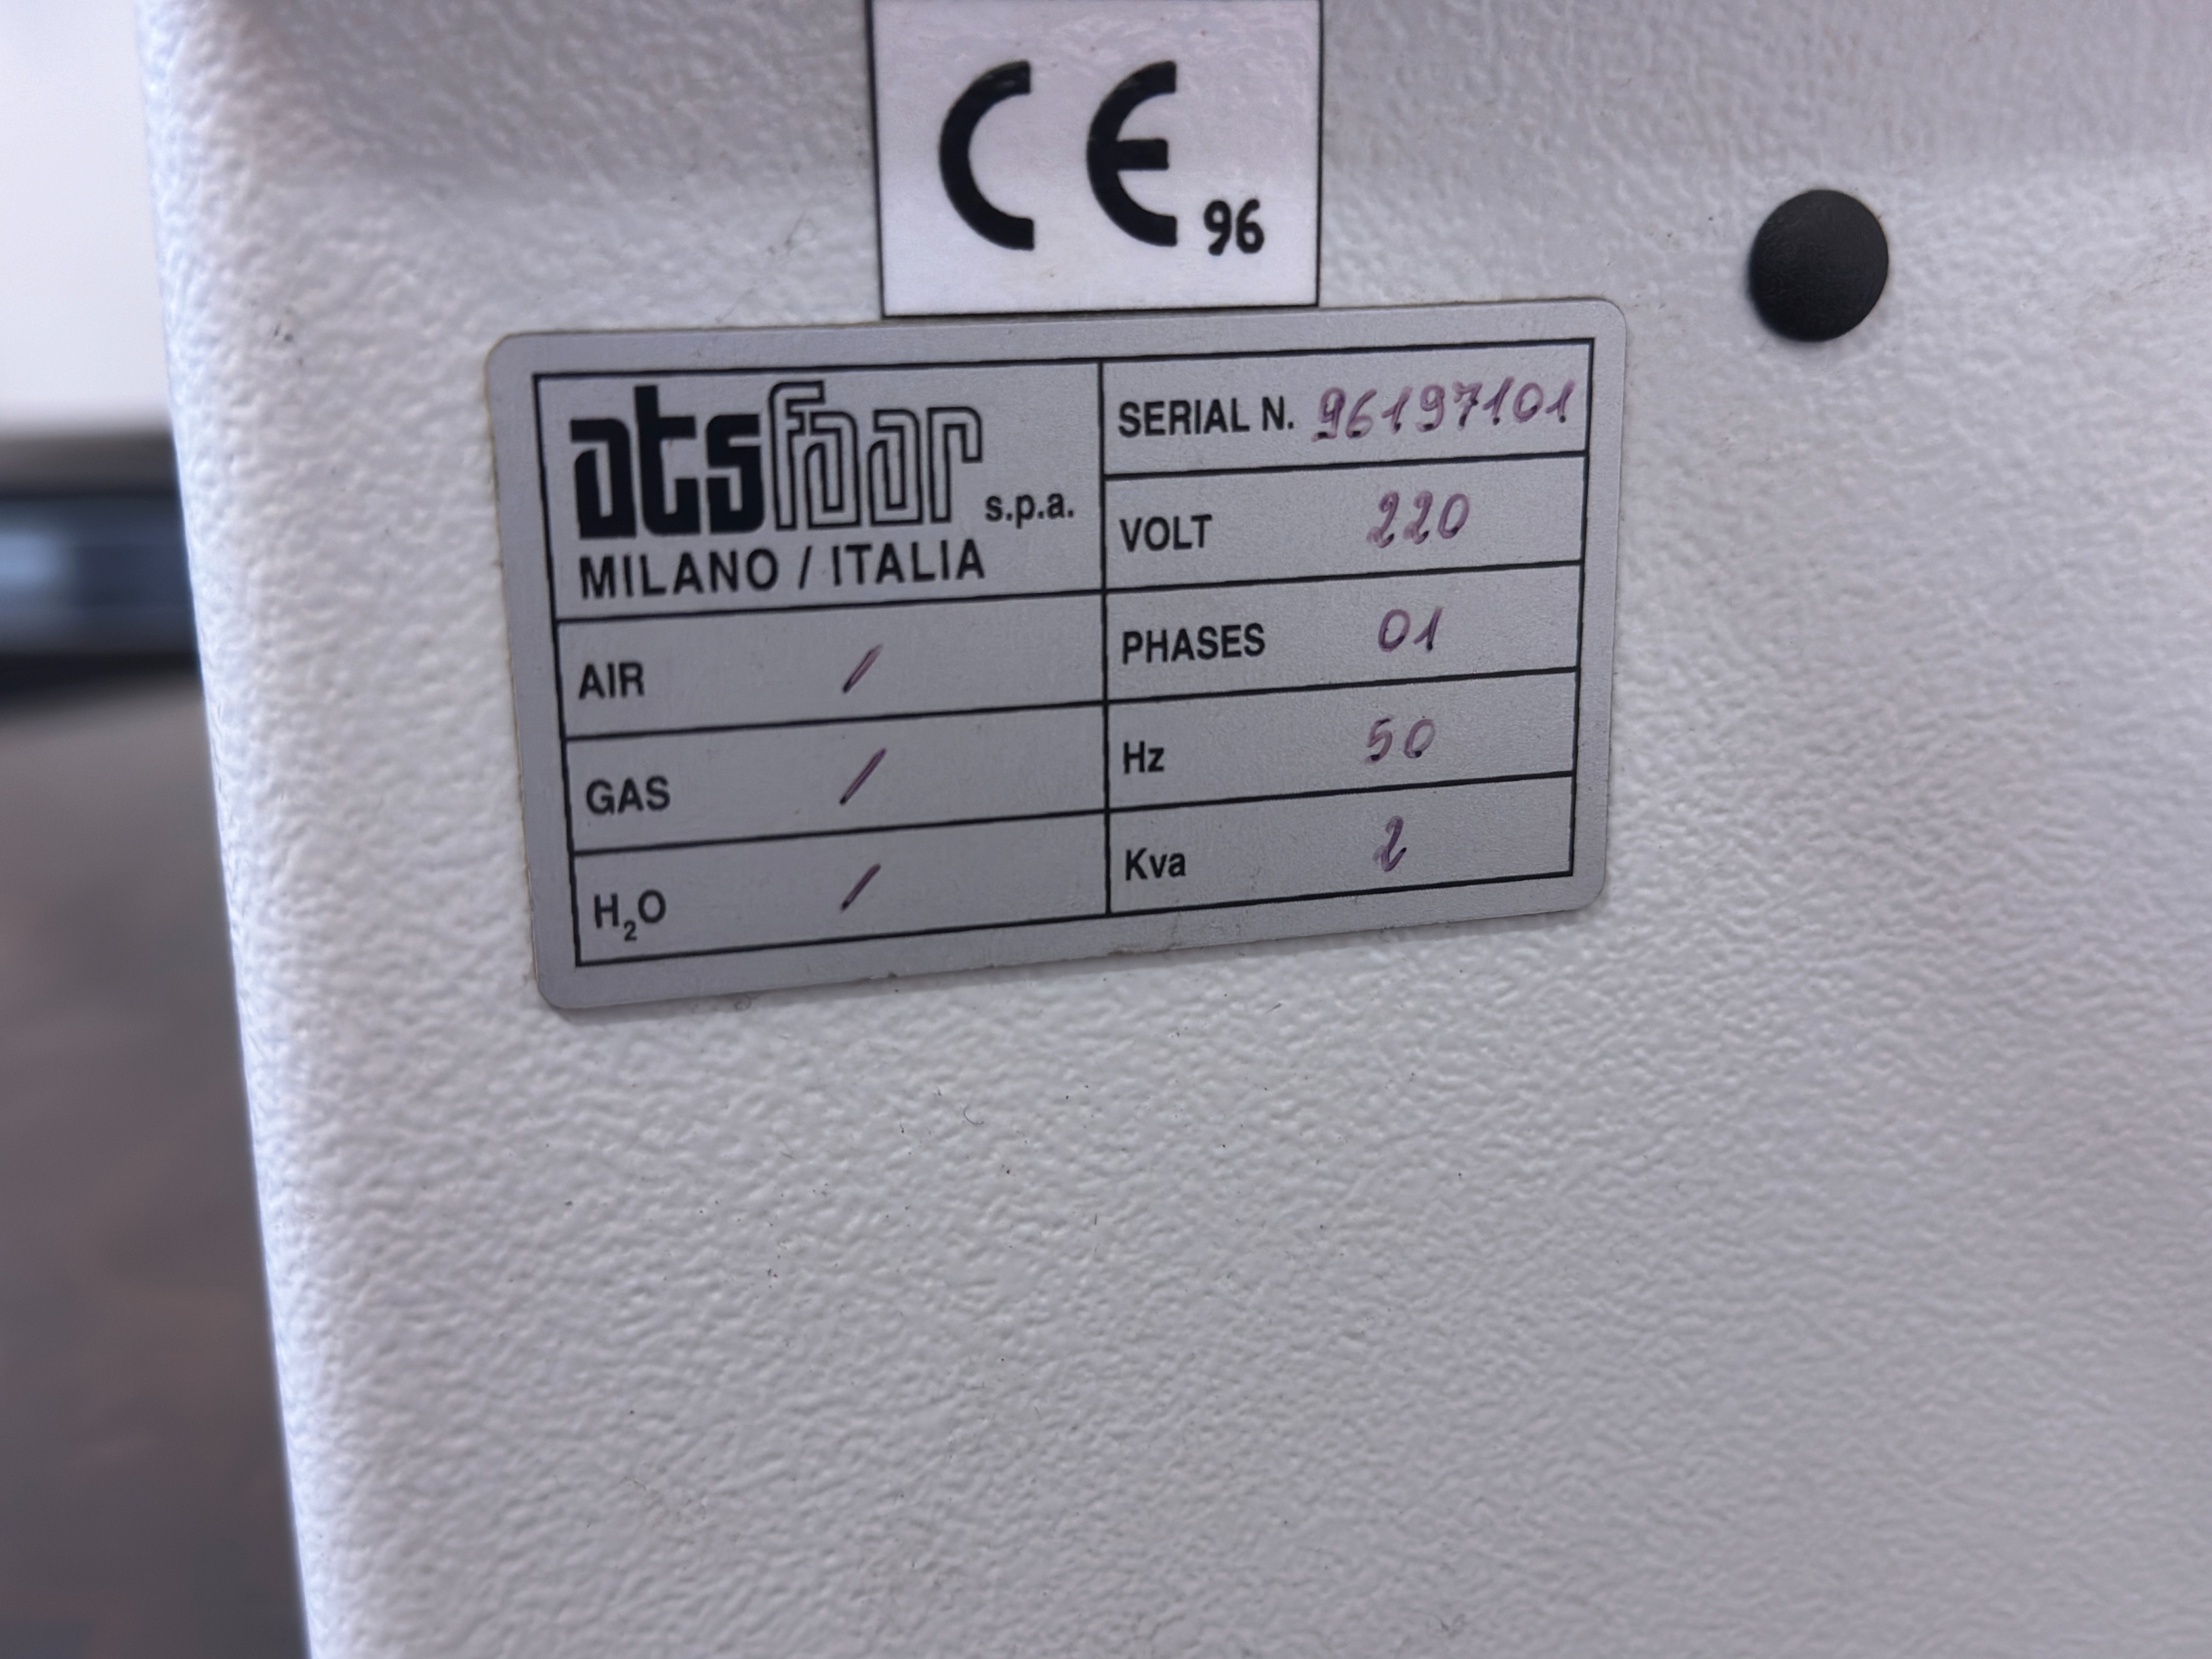 CE 96
atsfaar s.p.a.
MILANO / ITALIA
SERIAL N. 96197101
VOLT 220
AIR /
PHASES 01
GAS /
Hz 50
H₂O /
Kva 2